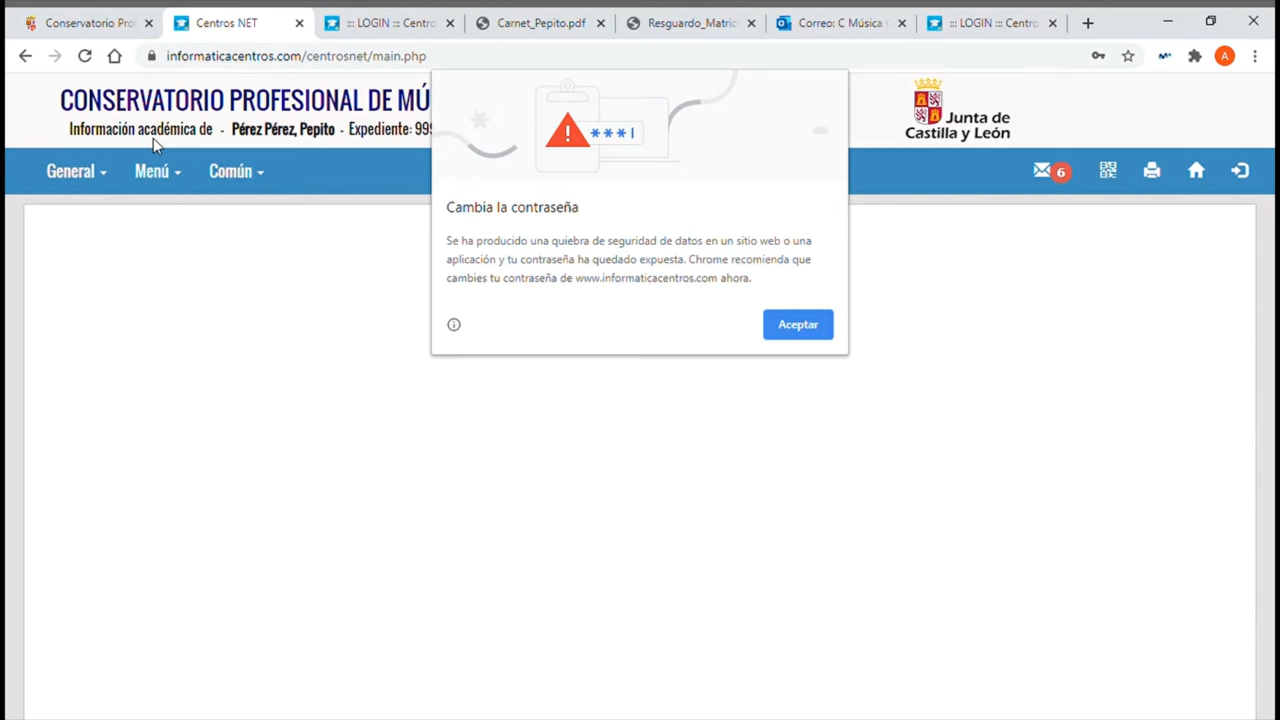 Conservatorio Pro
Centros NET
::: LOGIN ::: Centro
Carnet_Pepito.pdf
Resguardo_Matric
Correo: C Música C
::: LOGIN ::: Centro
informaticacentros.com/centrosnet/main.php
A
CONSERVATORIO PROFESIONAL DE MÚ
Información académica de - Pérez Pérez, Pepito - Expediente: 999
Junta de
Castilla y León
General
Menú
Común
6
***
Cambia la contraseña
Se ha producido una quiebra de seguridad de datos en un sitio web o una
aplicación y tu contraseña ha quedado expuesta. Chrome recomienda que
cambies tu contraseña de www.informaticacentros.com ahora.
Aceptar